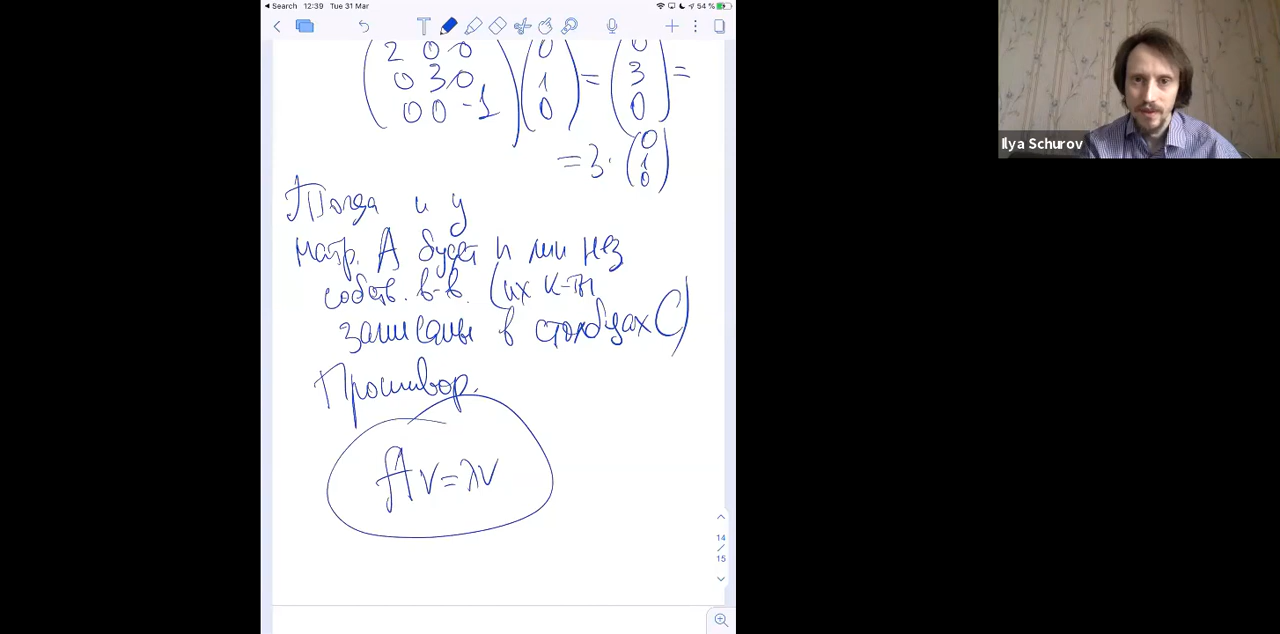 Search 12:39 Tue 31 Mar 54 %
Ilya Schurov
2 0 0 0 0
0 3 0 1 = 3 =
0 0 -1 0 0
= 3 · 0
1
0
Тогда и у
матр. A будет n лин нез
собств. в-в. (их к-ты
записаны в столбцах C)
Противор.
Av = λv
14
/
15